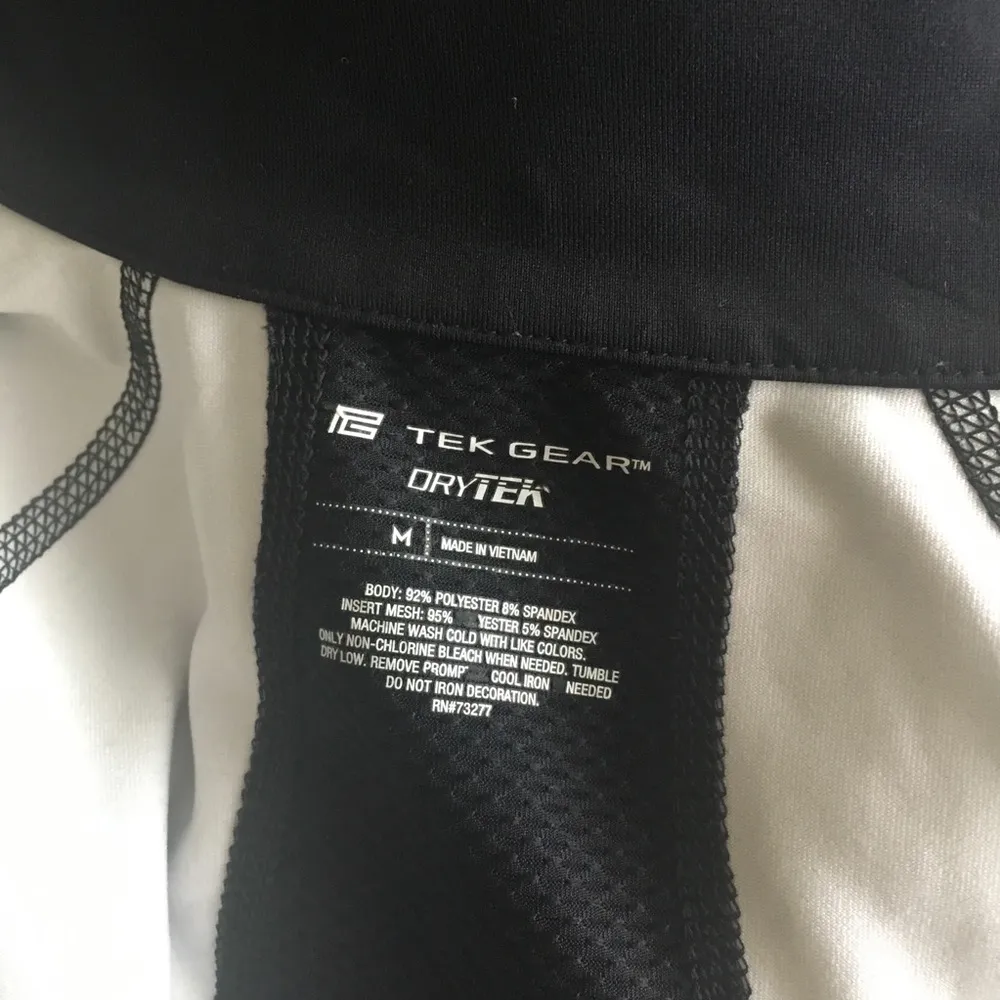 TEK GEAR™
DRYTEK
M | MADE IN VIETNAM
BODY: 92% POLYESTER 8% SPANDEX
INSERT MESH: 95% YESTER 5% SPANDEX
MACHINE WASH COLD WITH LIKE COLORS.
ONLY NON-CHLORINE BLEACH WHEN NEEDED. TUMBLE
DRY LOW. REMOVE PROMP COOL IRON NEEDED
DO NOT IRON DECORATION.
RN#73277